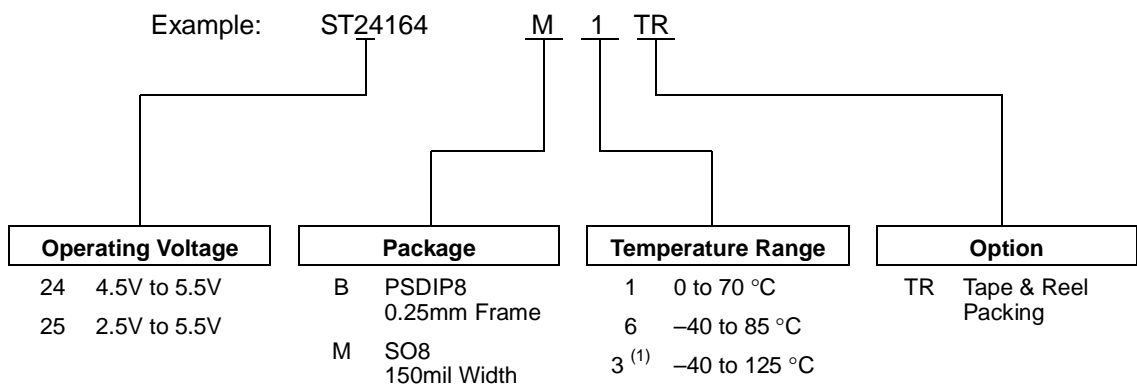 Example: ST24164 M 1 TR
Operating Voltage
24 4.5V to 5.5V
25 2.5V to 5.5V
Package
B PSDIP8
0.25mm Frame
M SO8
150mil Width
Temperature Range
1 0 to 70 °C
6 –40 to 85 °C
3 (1) –40 to 125 °C
Option
TR Tape & Reel
Packing